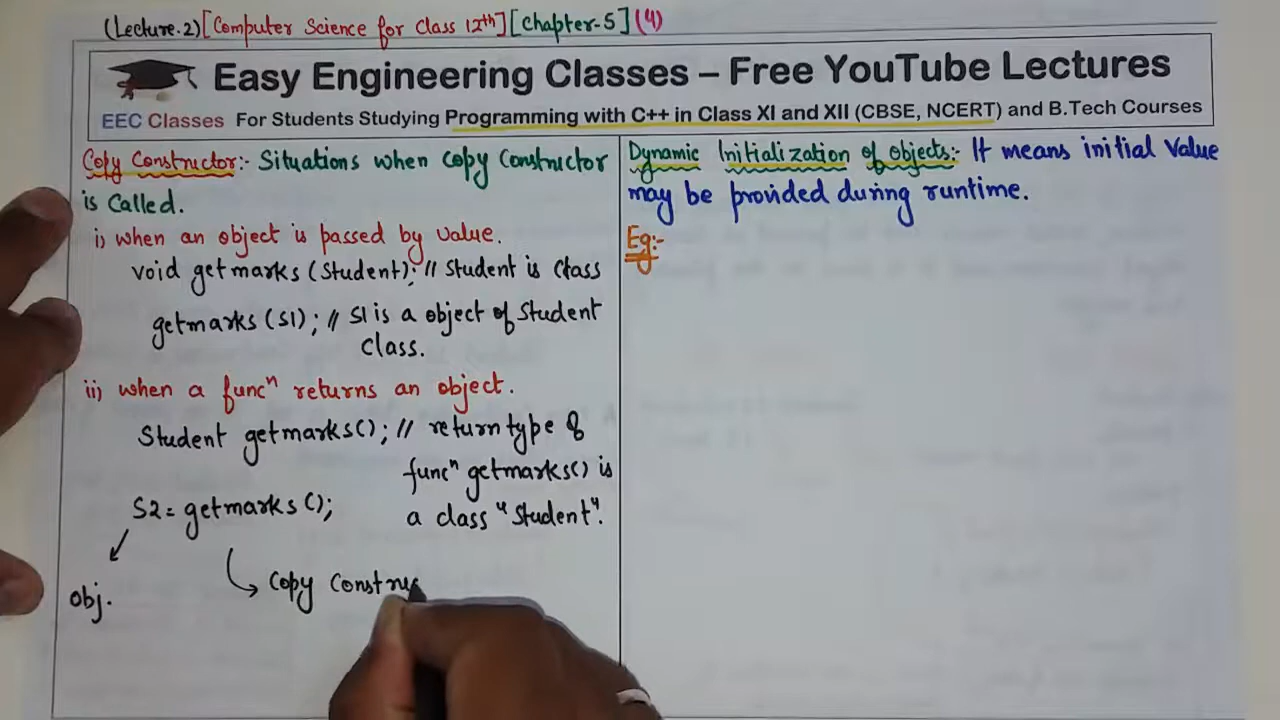 (Lecture.2) [Computer Science for Class 12th] [Chapter-5] (4)
Easy Engineering Classes – Free YouTube Lectures
EEC Classes For Students Studying Programming with C++ in Class XI and XII (CBSE, NCERT) and B.Tech Courses
Copy Constructor:- Situations when copy Constructor
is Called.
i) when an object is passed by value.
void getmarks (Student); // Student is class
getmarks (S1); // S1 is a object of Student
class.
ii) when a funcⁿ returns an object.
Student getmarks(); // return type of
funcⁿ getmarks() is
a class "Student".
S2 = getmarks ();
obj.
Copy Construc
Dynamic Initialization of objects:- It means initial value
may be provided during runtime.
Eg:-